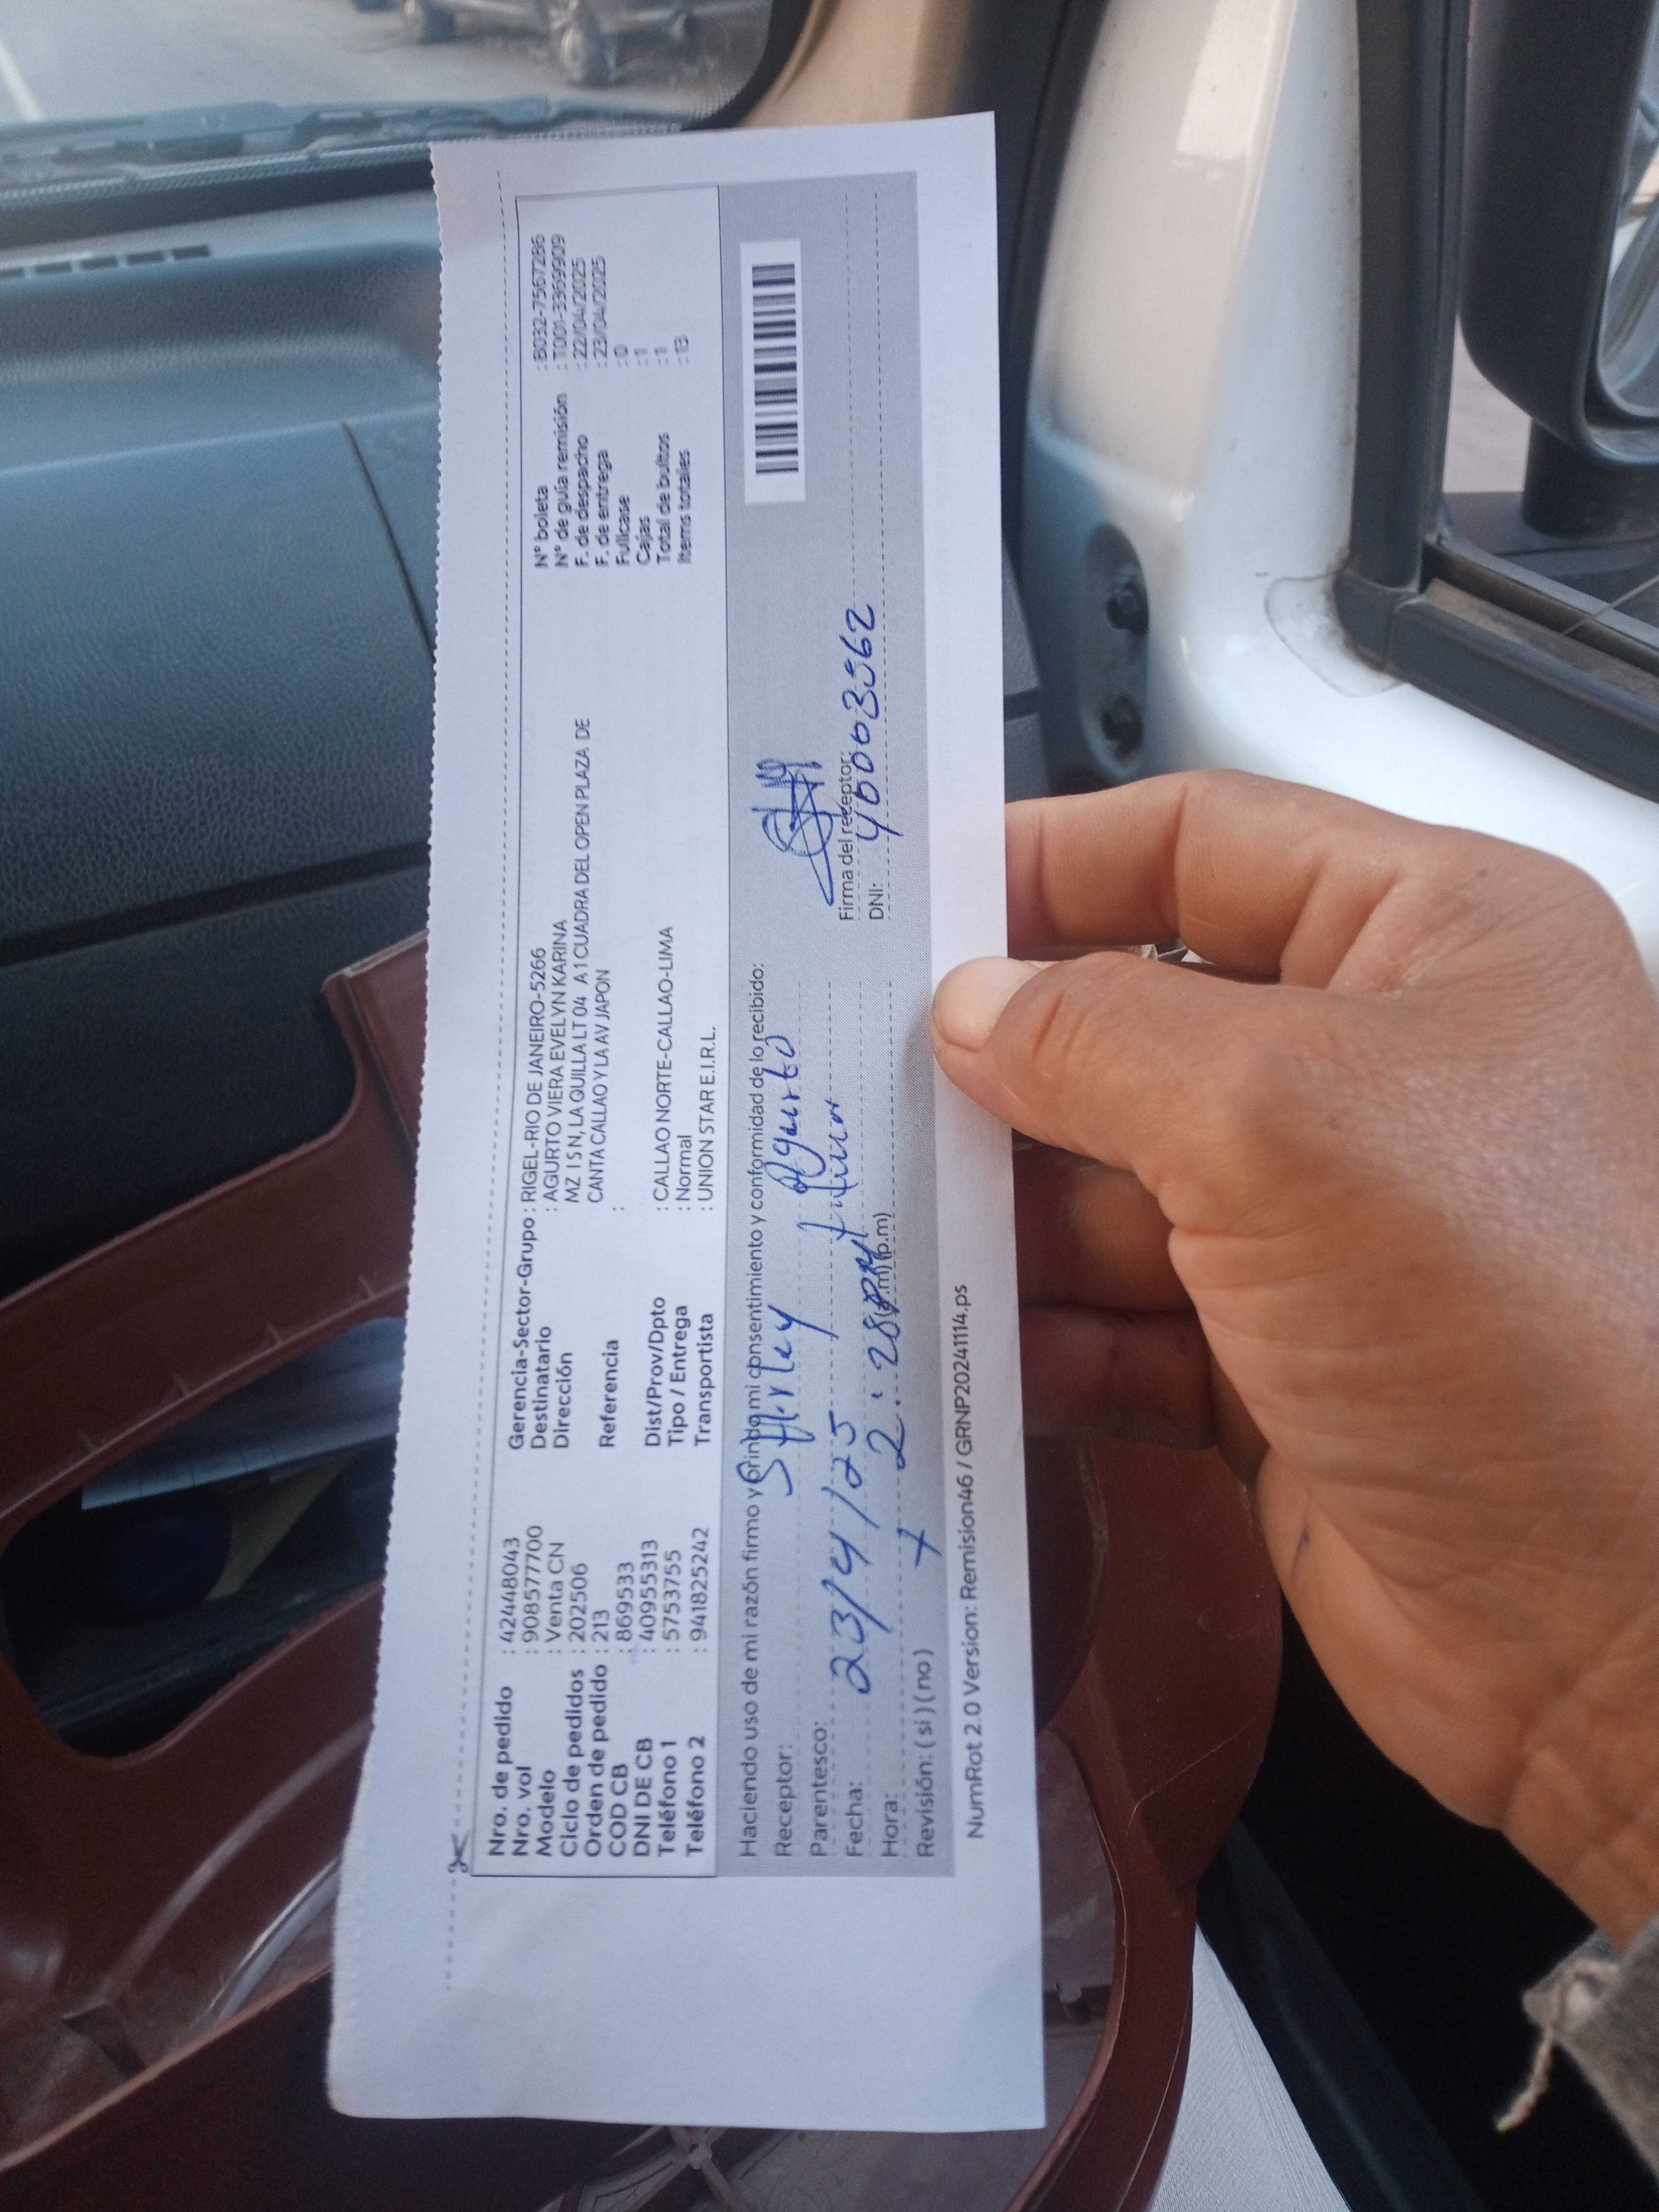 Nro. de pedido : 42448043
Nro. vol : 908577700
Modelo : Venta CN
Ciclo de pedidos : 202506
Orden de pedido : 213
COD CB : 869533
DNI DE CB : 40955313
Teléfono 1 : 5753755
Teléfono 2 : 941825242
Gerencia-Sector-Grupo : RIGEL-RIO DE JANEIRO-5266
Destinatario : AGURTO VIERA EVELYN KARINA
Dirección MZ I S N, LA QUILLA LT 04 A 1 CUADRA DEL OPEN PLAZA DE
CANTA CALLAO Y LA AV JAPON
Referencia :
Dist/Prov/Dpto : CALLAO NORTE-CALLAO-LIMA
Tipo / Entrega : Normal
Transportista : UNION STAR E.I.R.L.
N° boleta : B032-7567286
N° de guía remisión : T001-3369909
F. de despacho : 22/04/2025
F. de entrega : 23/04/2025
Fullcase : 0
Cajas : 1
Total de bultos : 1
Items totales : 13
Haciendo uso de mi razón firmo y brindo mi consentimiento y conformidad de lo recibido:
Receptor: Shirley Agurto
Parentesco:
Fecha: 23/4/25
Hora: 2:28 PM (a.m) (p.m)
Revisión: ( si ) ( no )
Firma del receptor:
DNI: 40003562
NumRot 2.0 Version: Remision46 / GRNP20241114.ps